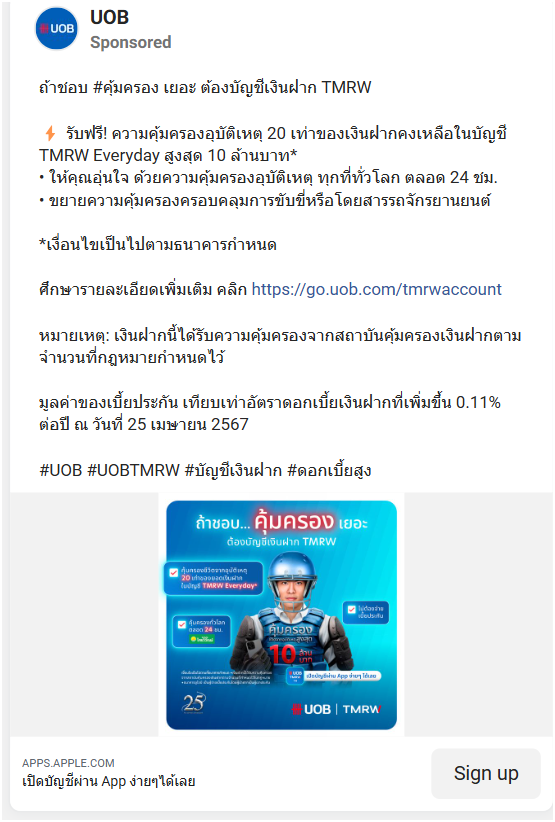 UOB
UOB
Sponsored
ถ้าชอบ #คุ้มครอง เยอะ ต้องบัญชีเงินฝาก TMRW
⚡ รับฟรี! ความคุ้มครองอุบัติเหตุ 20 เท่าของเงินฝากคงเหลือในบัญชี
TMRW Everyday สูงสุด 10 ล้านบาท*
• ให้คุณอุ่นใจ ด้วยความคุ้มครองอุบัติเหตุ ทุกที่ทั่วโลก ตลอด 24 ชม.
• ขยายความคุ้มครองครอบคลุมการขับขี่หรือโดยสารรถจักรยานยนต์
*เงื่อนไขเป็นไปตามธนาคารกำหนด
ศึกษารายละเอียดเพิ่มเติม คลิก https://go.uob.com/tmrwaccount
หมายเหตุ: เงินฝากนี้ได้รับความคุ้มครองจากสถาบันคุ้มครองเงินฝากตาม
จำนวนที่กฎหมายกำหนดไว้
มูลค่าของเบี้ยประกัน เทียบเท่าอัตราดอกเบี้ยเงินฝากที่เพิ่มขึ้น 0.11%
ต่อปี ณ วันที่ 25 เมษายน 2567
#UOB #UOBTMRW #บัญชีเงินฝาก #ดอกเบี้ยสูง
ถ้าชอบ... คุ้มครอง เยอะ
ต้องบัญชีเงินฝาก TMRW
คุ้มครองชีวิตจากอุบัติเหตุ
20 เท่าของยอดเงินฝาก
ในบัญชี TMRW Everyday*
คุ้มครองทั่วโลก
ตลอด 24 ชม.
ไม่ต้องจ่าย
เบี้ยประกัน
คุ้มครอง
สูงสุด
10 ล้าน
บาท
เปิดบัญชีผ่าน App ง่ายๆ ได้เลย
25
UOB | TMRW
APPS.APPLE.COM
เปิดบัญชีผ่าน App ง่ายๆได้เลย
Sign up